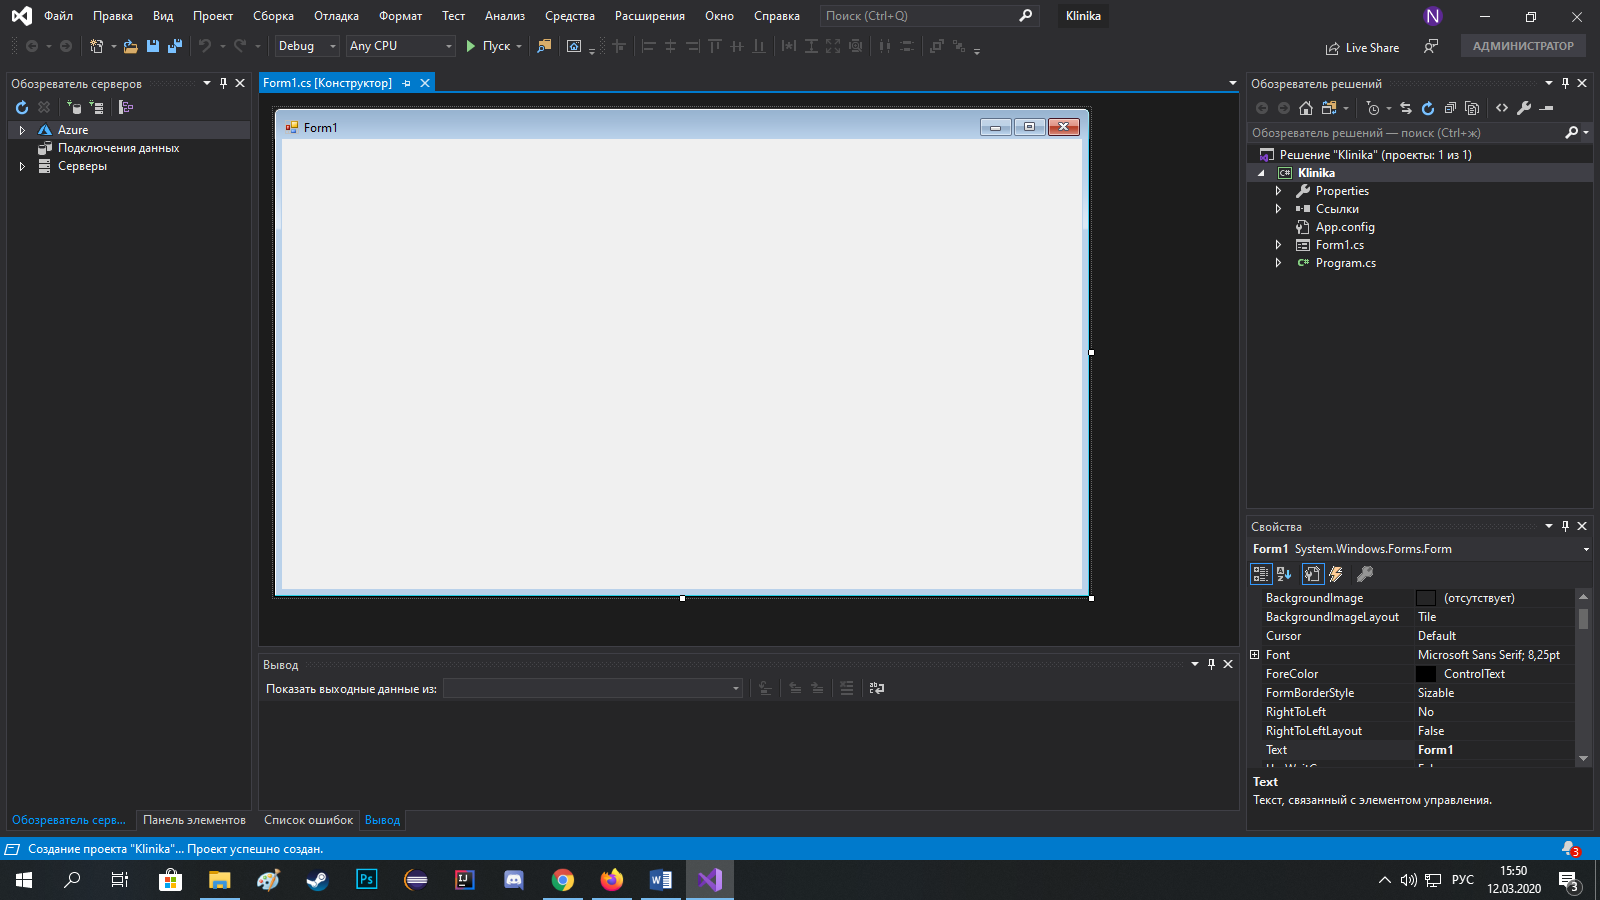 Файл Правка Вид Проект Сборка Отладка Формат Тест Анализ Средства Расширения Окно Справка Поиск (Ctrl+Q) Klinika N
Debug Any CPU Пуск Live Share АДМИНИСТРАТОР
Обозреватель серверов
Azure
Подключения данных
Серверы
Form1.cs [Конструктор]
Form1
Обозреватель решений
Обозреватель решений — поиск (Ctrl+ж)
Решение "Klinika" (проекты: 1 из 1)
C# Klinika
Properties
Ссылки
App.config
Form1.cs
C# Program.cs
Свойства
Form1 System.Windows.Forms.Form
BackgroundImage (отсутствует)
BackgroundImageLayout Tile
Cursor Default
Font Microsoft Sans Serif; 8,25pt
ForeColor ControlText
FormBorderStyle Sizable
RightToLeft No
RightToLeftLayout False
Text Form1
Text
Текст, связанный с элементом управления.
Вывод
Показать выходные данные из:
Обозреватель серв... Панель элементов Список ошибок Вывод
Создание проекта "Klinika"... Проект успешно создан. 3
Ps IJ W РУС 15:50
12.03.2020 3